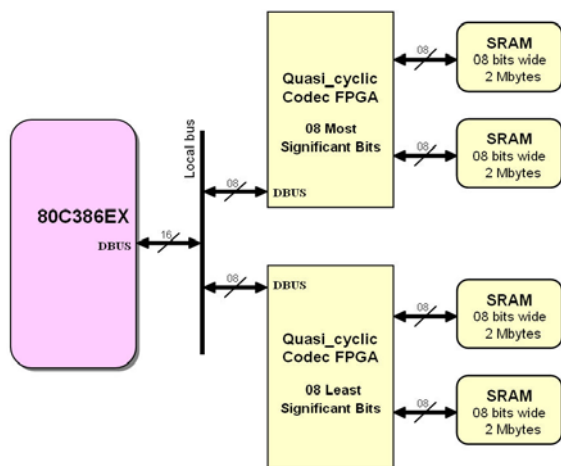 80C386EX
DBUS
16
Local bus
08
DBUS
Quasi_cyclic
Codec FPGA
08 Most
Significant Bits
08
SRAM
08 bits wide
2 Mbytes
08
SRAM
08 bits wide
2 Mbytes
08
DBUS
Quasi_cyclic
Codec FPGA
08 Least
Significant Bits
08
SRAM
08 bits wide
2 Mbytes
08
SRAM
08 bits wide
2 Mbytes